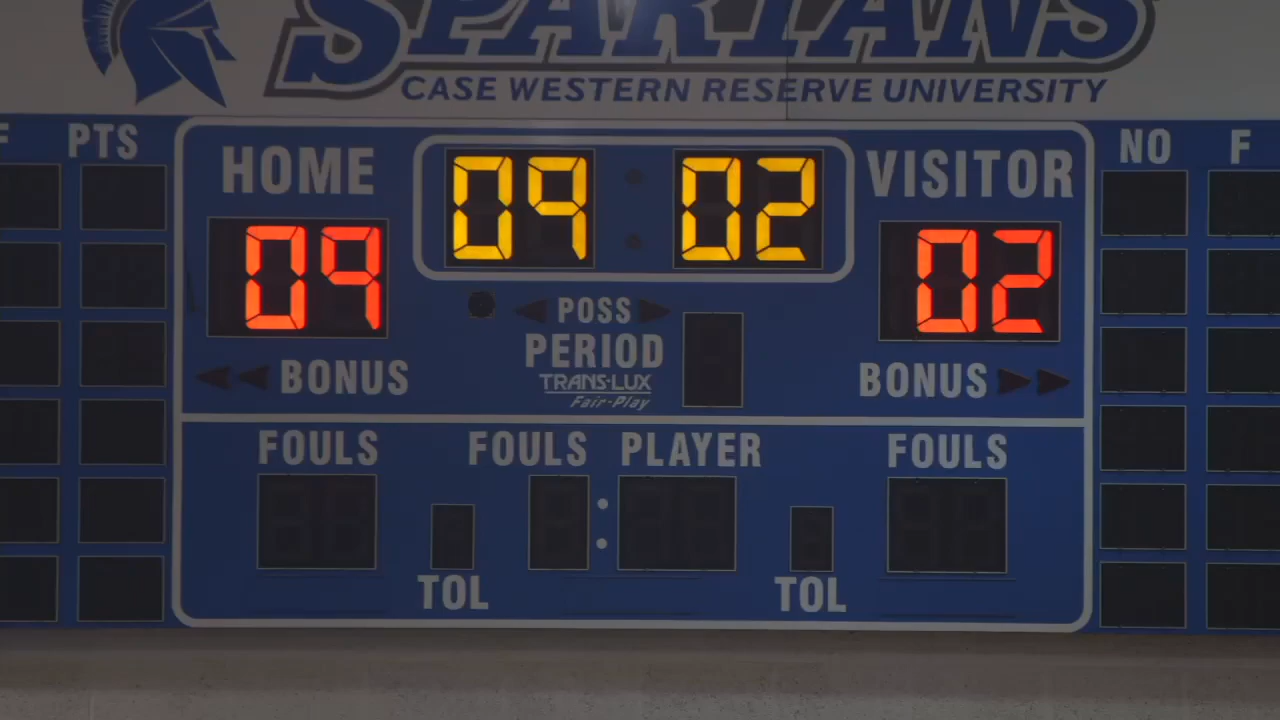 SPARTANS
CASE WESTERN RESERVE UNIVERSITY
F PTS
HOME
09 02
VISITOR
NO F
09
02
POSS
PERIOD
TRANS-LUX
Fair-Play
BONUS
BONUS
FOULS
FOULS : PLAYER
FOULS
TOL
TOL